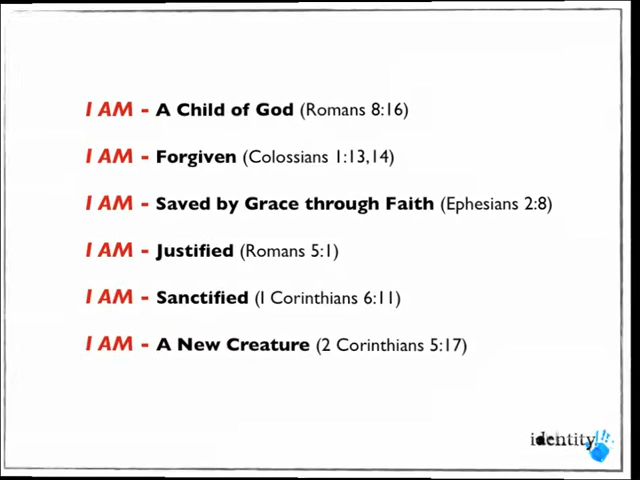 I AM - A Child of God (Romans 8:16)
I AM - Forgiven (Colossians 1:13,14)
I AM - Saved by Grace through Faith (Ephesians 2:8)
I AM - Justified (Romans 5:1)
I AM - Sanctified (1 Corinthians 6:11)
I AM - A New Creature (2 Corinthians 5:17)
identity